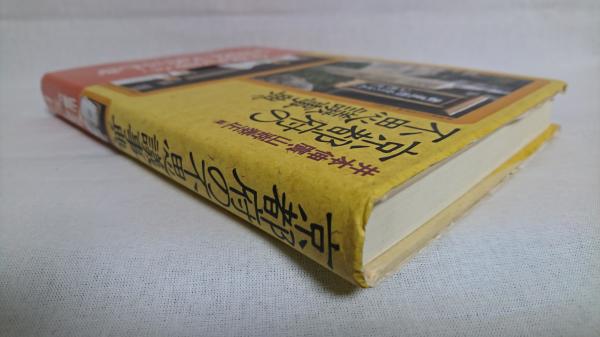 京都府の不思議事典
井本伸廣・山嵜泰正 編
京都府の
不思議事典